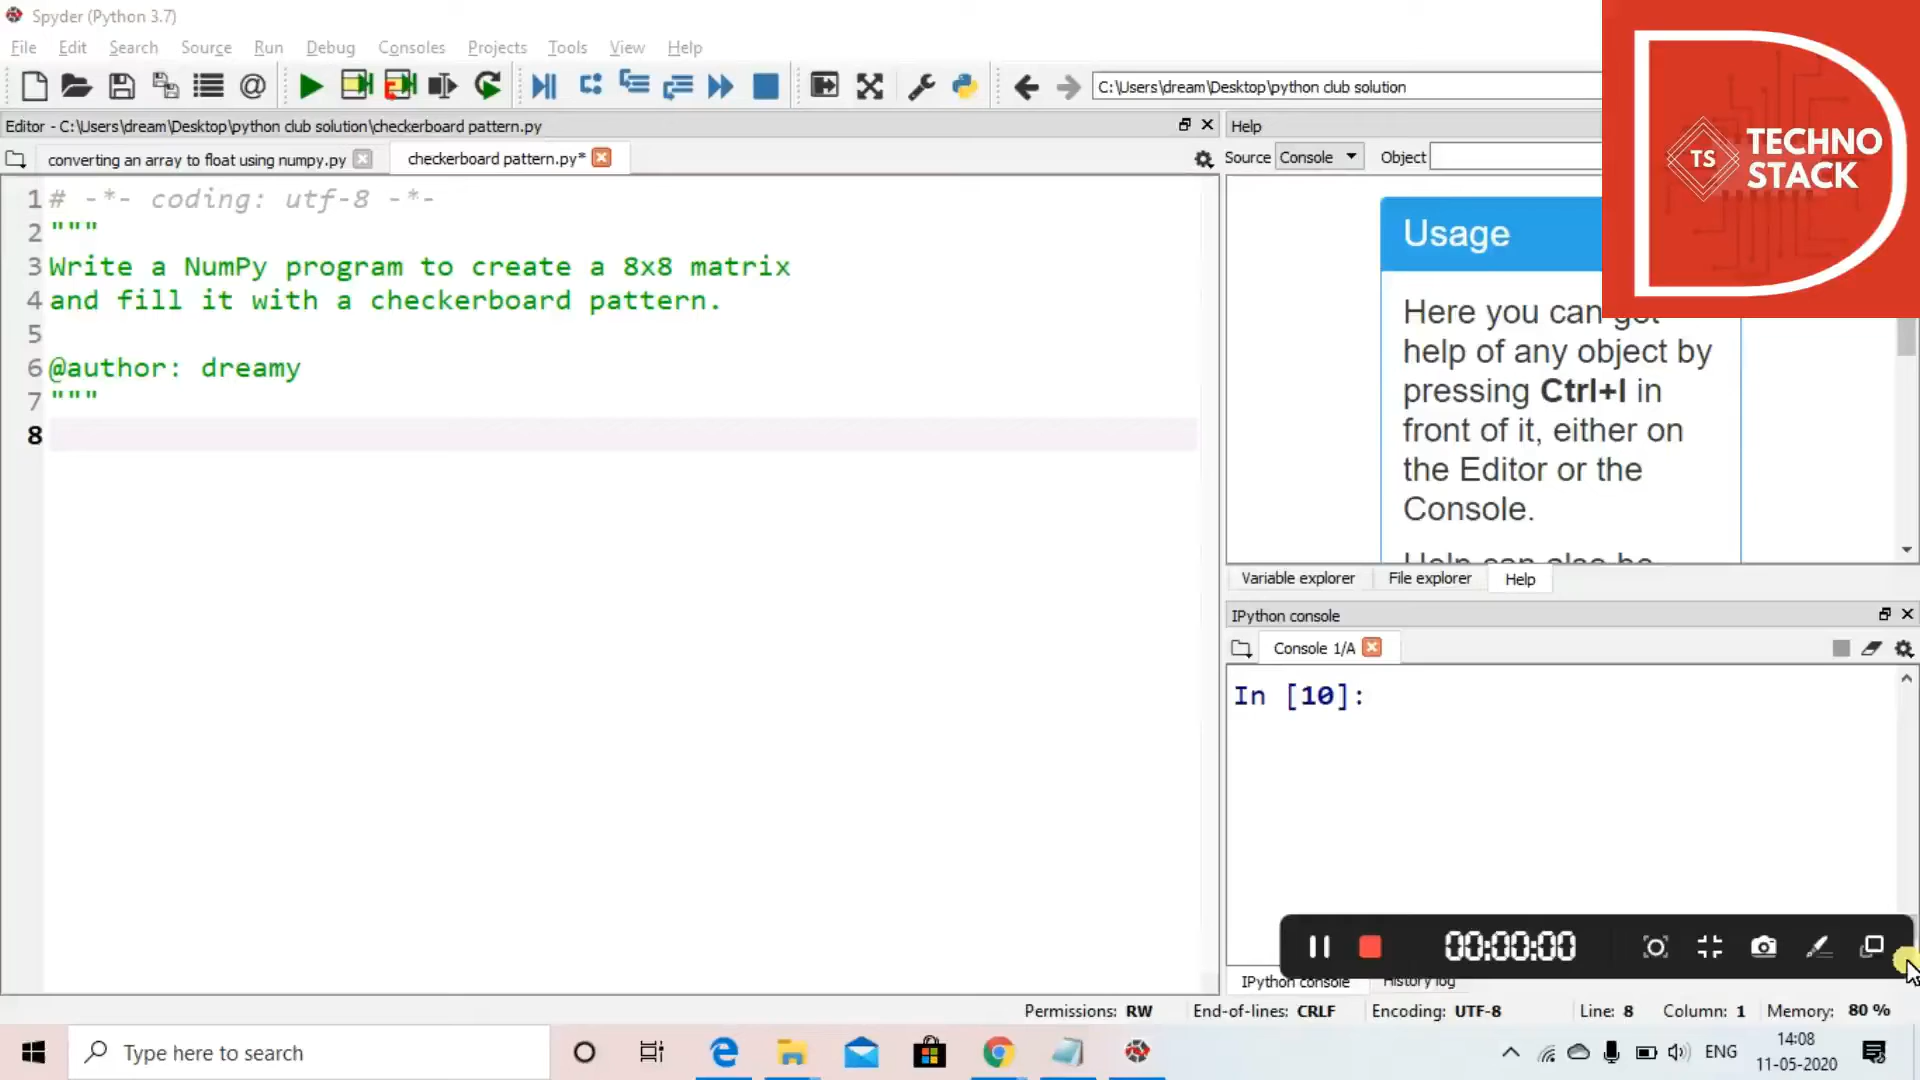 Spyder (Python 3.7)
File Edit Search Source Run Debug Consoles Projects Tools View Help
C:\Users\dream\Desktop\python club solution
Editor - C:\Users\dream\Desktop\python club solution\checkerboard pattern.py
converting an array to float using numpy.py
checkerboard pattern.py*
1 # -*- coding: utf-8 -*-
2 """
3 Write a NumPy program to create a 8x8 matrix
4 and fill it with a checkerboard pattern.
5
6 @author: dreamy
7 """
8
Help
Source Console Object
TS
TECHNO
STACK
Usage
Here you can get
help of any object by
pressing Ctrl+I in
front of it, either on
the Editor or the
Console.
Help can also be
Variable explorer File explorer Help
IPython console
Console 1/A
In [10]:
00:00:00
IPython console History log
Permissions: RW End-of-lines: CRLF Encoding: UTF-8 Line: 8 Column: 1 Memory: 80 %
Type here to search
ENG
14:08
11-05-2020